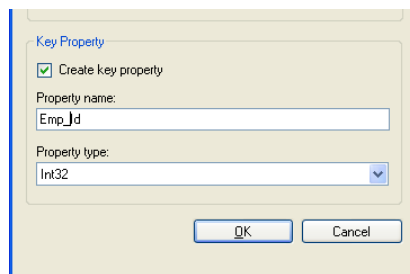 Key Property
Create key property
Property name:
Emp_Id
Property type:
Int32
OK
Cancel